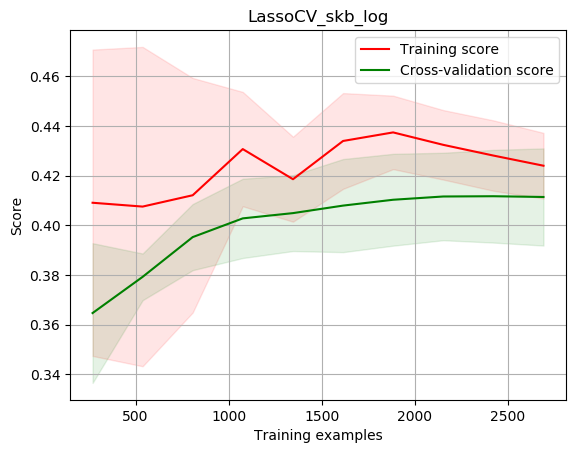 LassoCV_skb_log
Training score
Cross-validation score
0.46
0.44
0.42
0.40
0.38
0.36
0.34
Score
500
1000
1500
2000
2500
Training examples